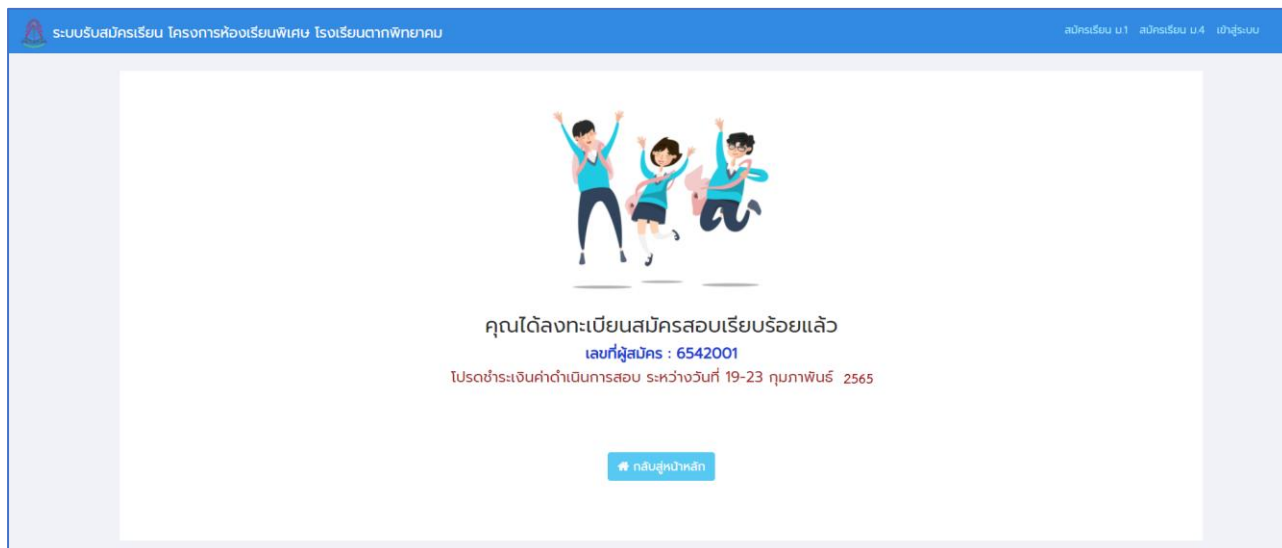 ระบบรับสมัครเรียน โครงการห้องเรียนพิเศษ โรงเรียนตากพิทยาคม
สมัครเรียน ม.1 สมัครเรียน ม.4 เข้าสู่ระบบ
คุณได้ลงทะเบียนสมัครสอบเรียบร้อยแล้ว
เลขที่ผู้สมัคร : 6542001
โปรดชำระเงินค่าดำเนินการสอบ ระหว่างวันที่ 19-23 กุมภาพันธ์ 2565
กลับสู่หน้าหลัก